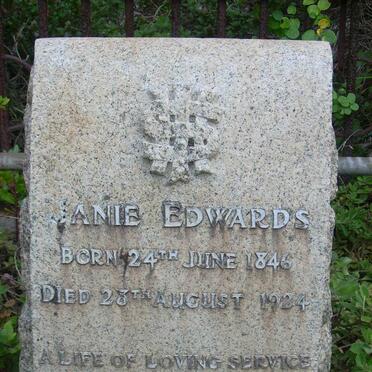 JANIE EDWARDS
BORN 24TH JUNE 1846
DIED 28TH AUGUST 1924
A LIFE OF LOVING SERVICE